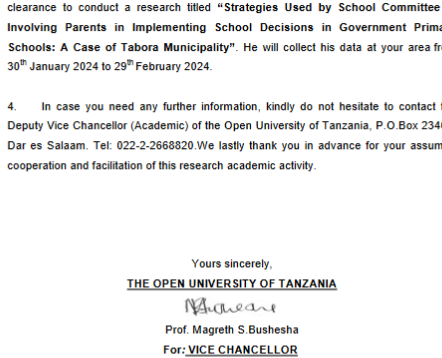 clearance to conduct a research titled “Strategies Used by School Committee
Involving Parents in Implementing School Decisions in Government Prima
Schools: A Case of Tabora Municipality”. He will collect his data at your area fr
30th January 2024 to 29th February 2024.
4. In case you need any further information, kindly do not hesitate to contact
Deputy Vice Chancellor (Academic) of the Open University of Tanzania, P.O.Box 2340
Dar es Salaam. Tel: 022-2-2668820.We lastly thank you in advance for your assum
cooperation and facilitation of this research academic activity.
Yours sincerely,
THE OPEN UNIVERSITY OF TANZANIA
Prof. Magreth S.Bushesha
For: VICE CHANCELLOR